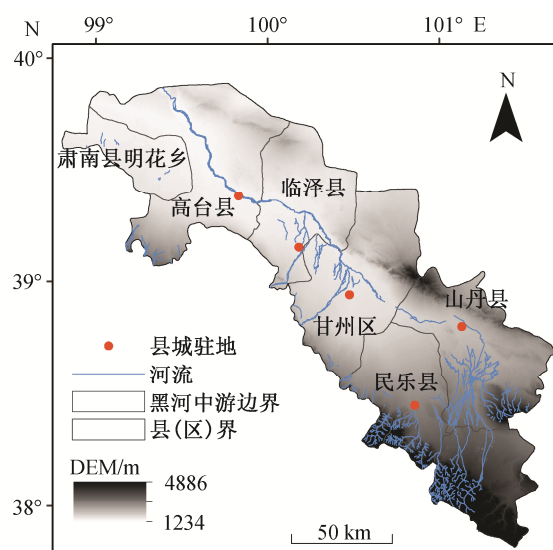 99° 100° 101° E
N
40°
39°
38°
N
肃南县明花乡
临泽县
高台县
山丹县
甘州区
民乐县
县城驻地
河流
黑河中游边界
县(区)界
DEM/m
4886
1234
50 km